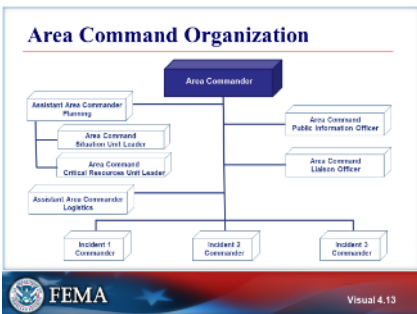 Area Command Organization
Area Commander
Assistant Area Commander
Planning
Area Command
Situation Unit Leader
Area Command
Critical Resources Unit Leader
Assistant Area Commander
Logistics
Area Command
Public Information Officer
Area Command
Liaison Officer
Incident 1
Commander
Incident 2
Commander
Incident 3
Commander
FEMA
Visual 4.13